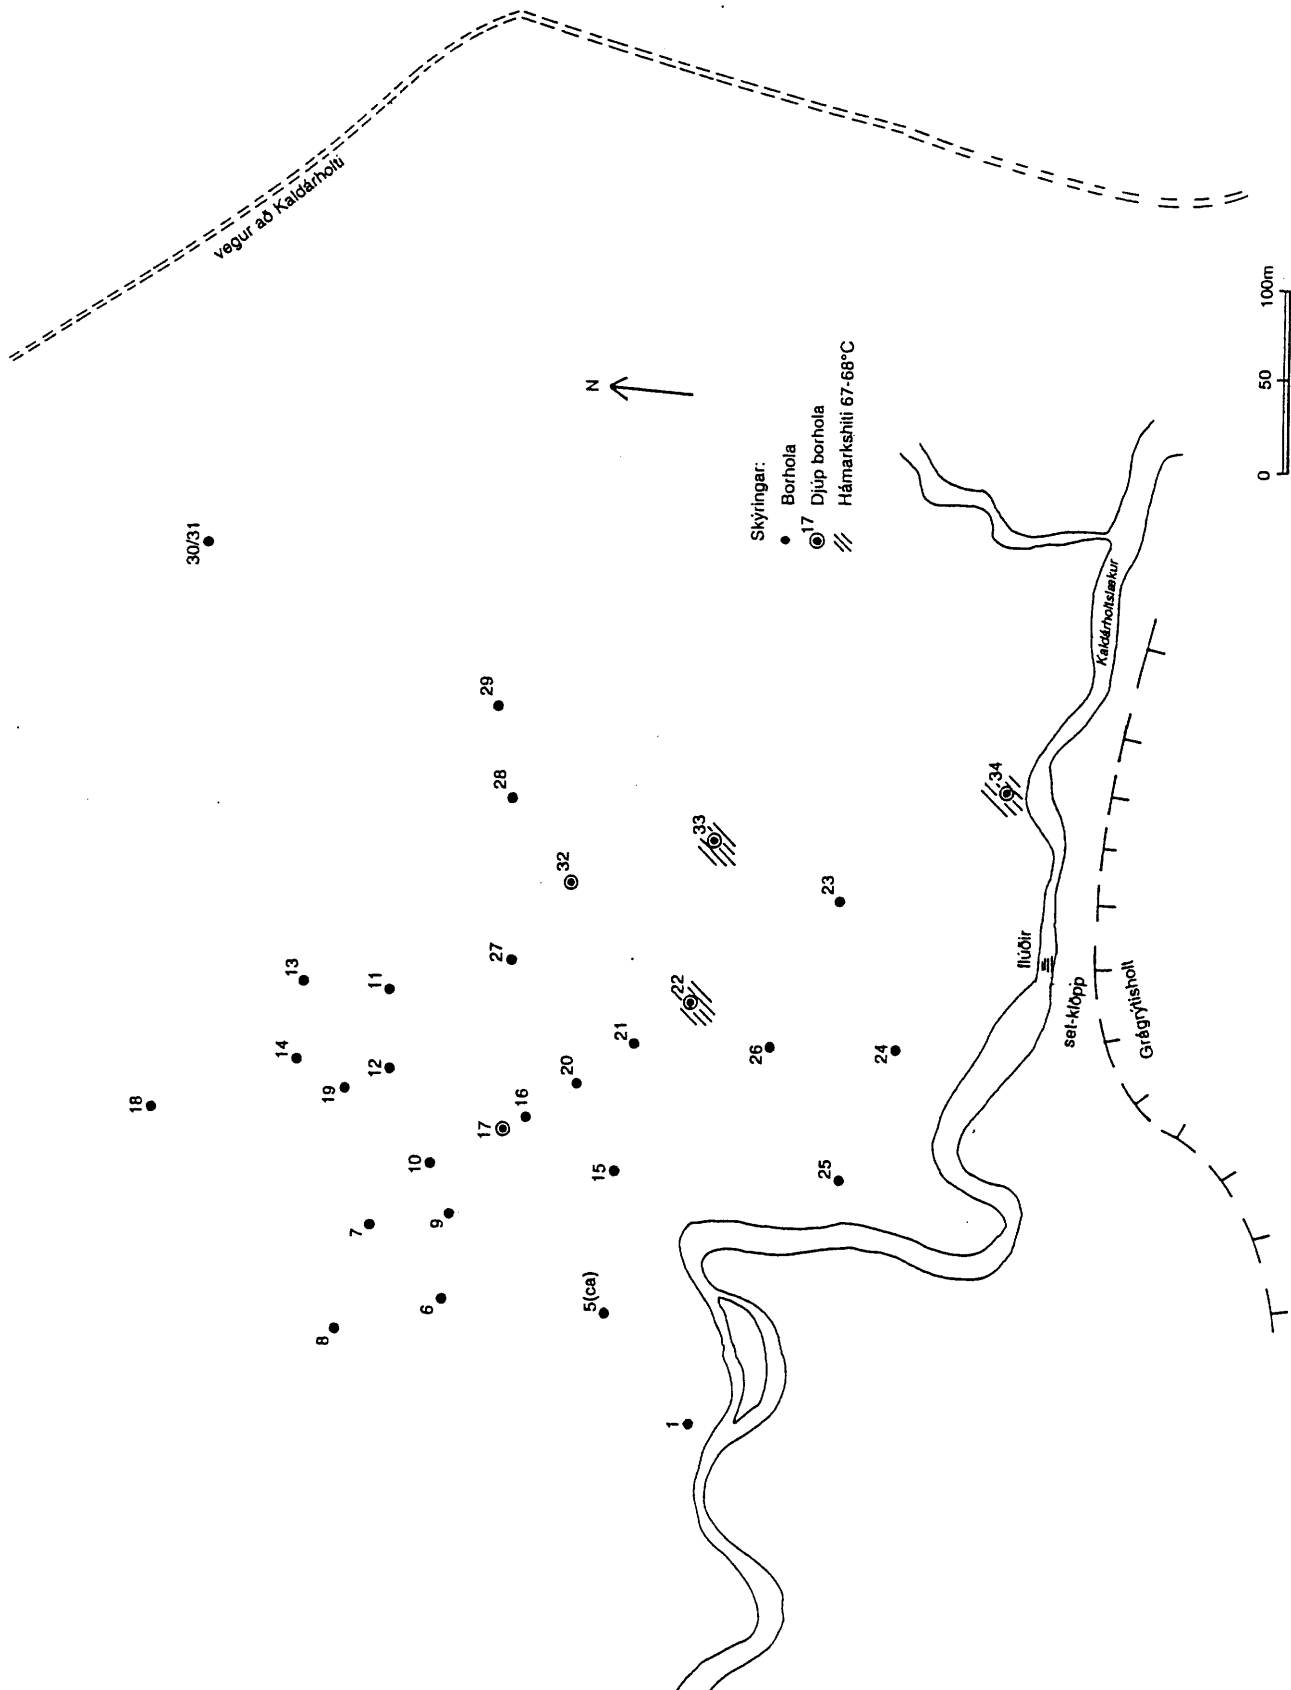 vegur að Kaldárholti
30/31
29
28
32
33
34
27
23
13
11
22
14
12
19
18
21
20
26
24
16
17
10
15
25
7
9
6
8
5(ca)
1
N
Skýringar:
Borhola
17 Djúp borhola
Hámarkshiti 67-68°C
Kaldárholtslækur
flúðir
set-klöpp
Grágrýtisholt
0 50 100m